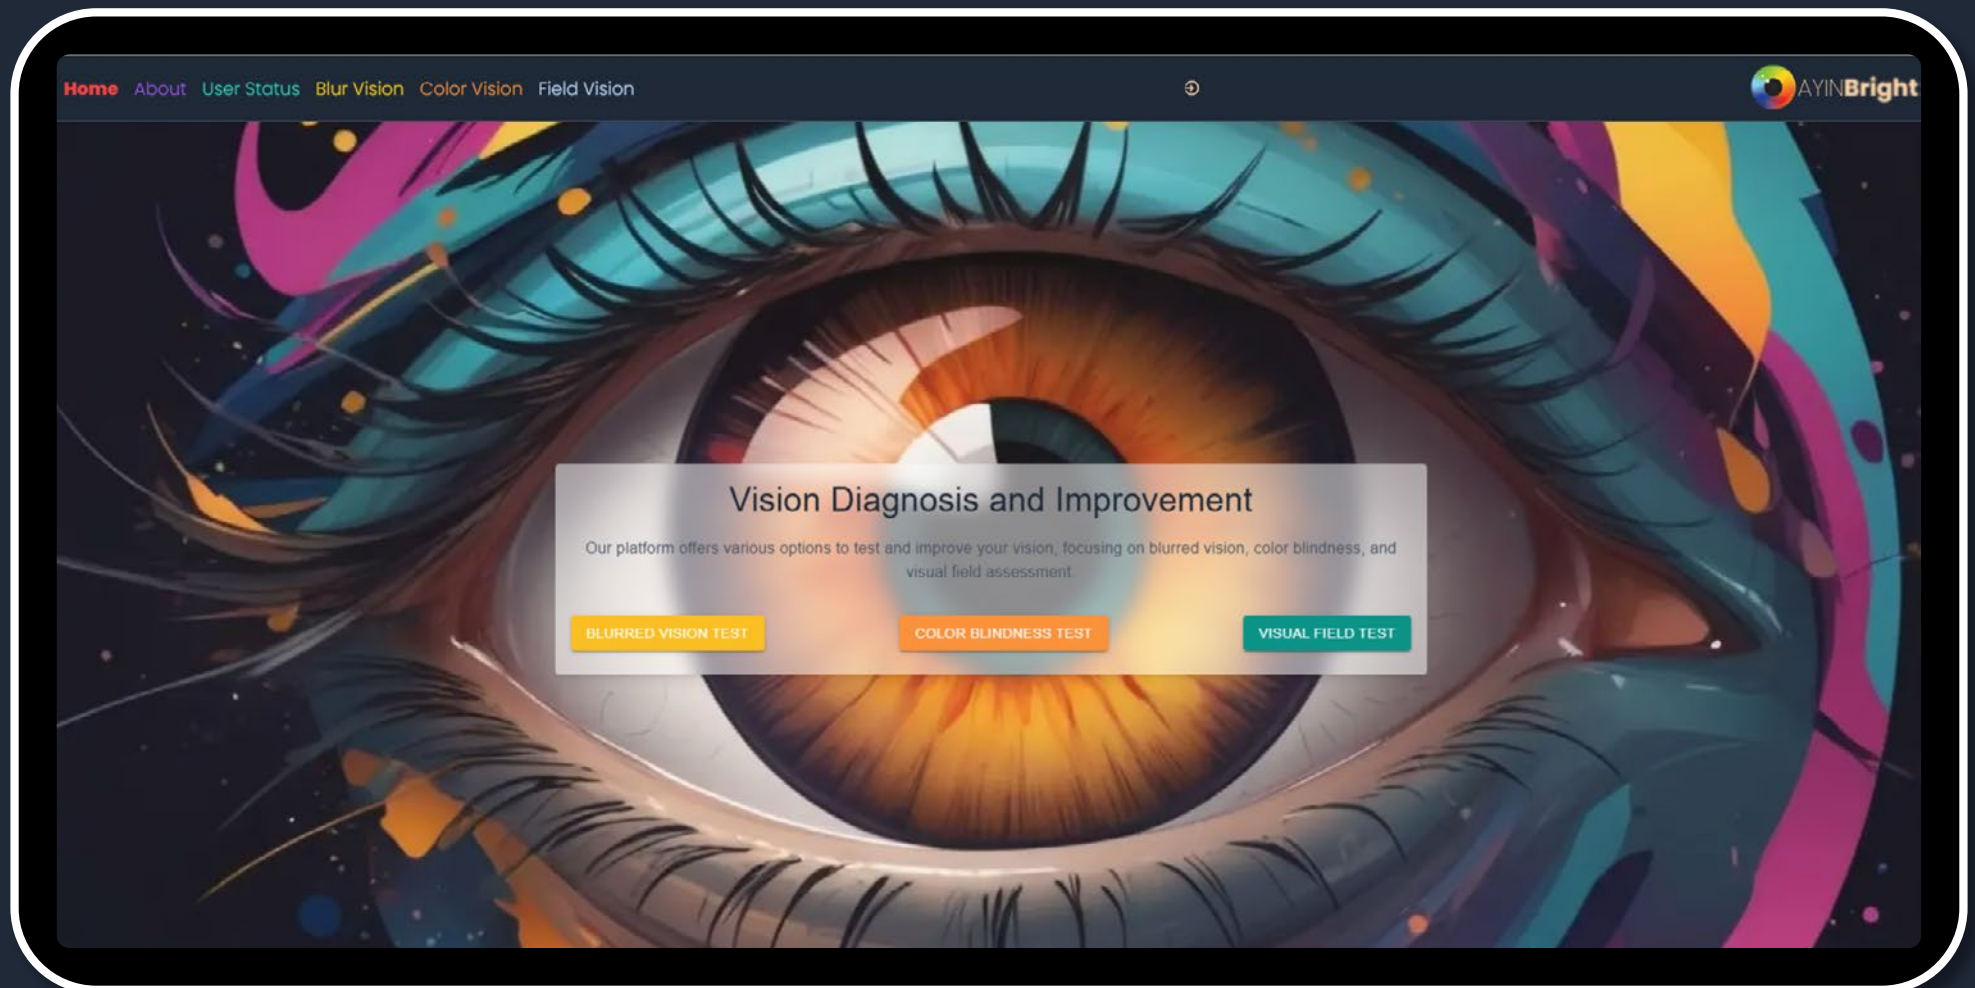 Home About User Status Blur Vision Color Vision Field Vision
AYINBright
Vision Diagnosis and Improvement
Our platform offers various options to test and improve your vision, focusing on blurred vision, color blindness, and
visual field assessment.
BLURRED VISION TEST COLOR BLINDNESS TEST VISUAL FIELD TEST